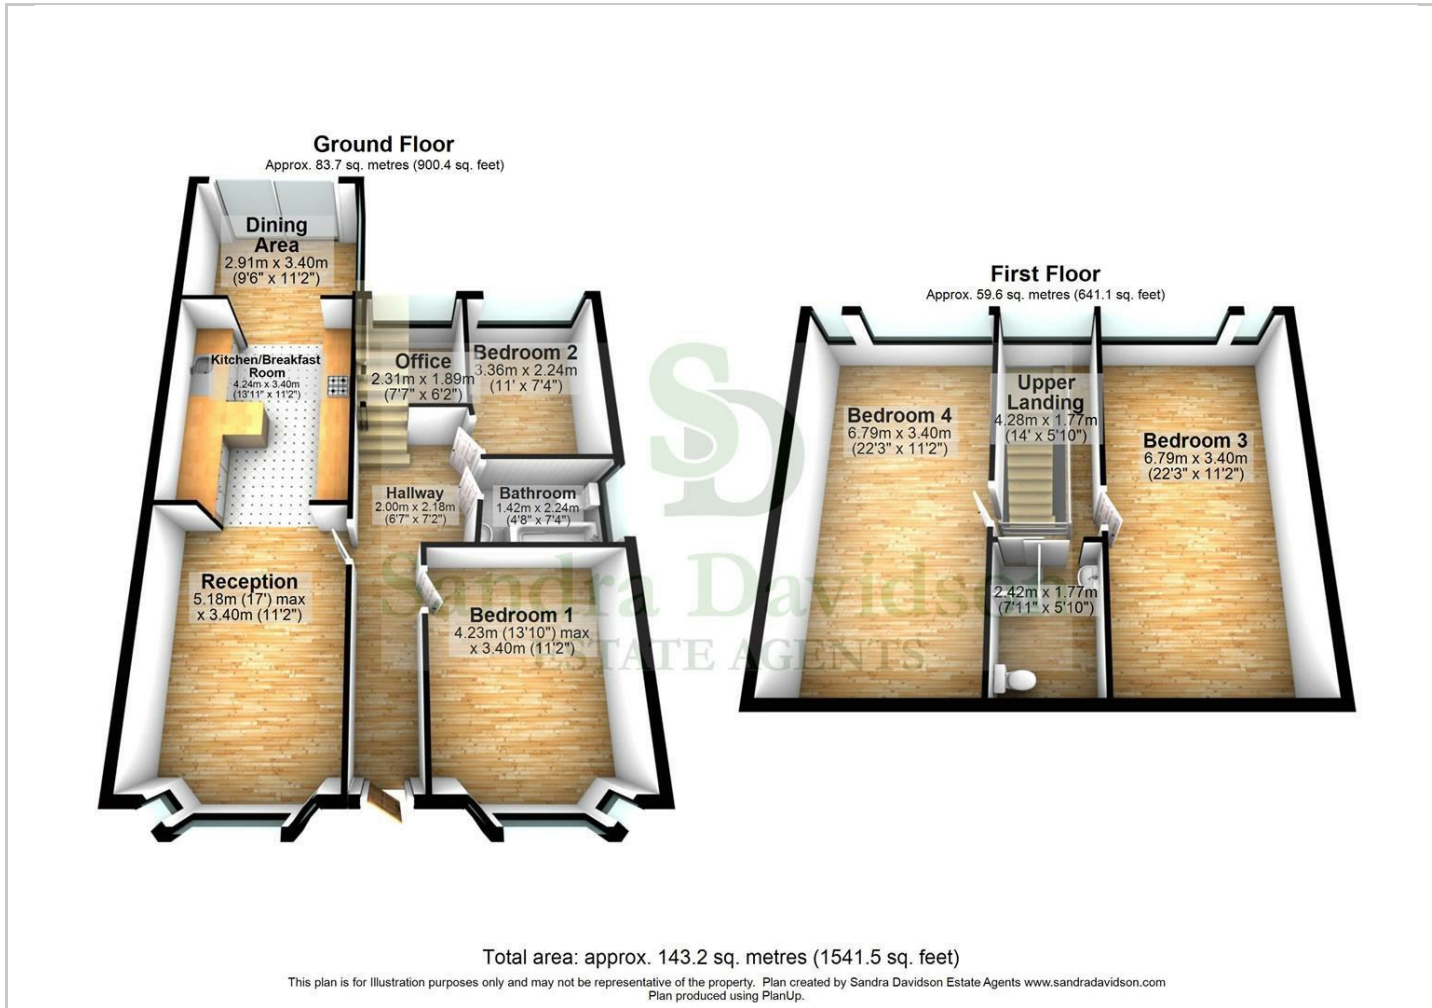 Ground Floor
Approx. 83.7 sq. metres (900.4 sq. feet)
Dining
Area
2.91m x 3.40m
(9'6" x 11'2")
Kitchen/Breakfast
Room
4.24m x 3.40m
(13'11" x 11'2")
Office
2.31m x 1.89m
(7'7" x 6'2")
Bedroom 2
3.36m x 2.24m
(11' x 7'4")
Hallway
2.00m x 2.18m
(6'7" x 7'2")
Bathroom
1.42m x 2.24m
(4'8" x 7'4")
Reception
5.18m (17') max
x 3.40m (11'2")
Bedroom 1
4.23m (13'10") max
x 3.40m (11'2")
First Floor
Approx. 59.6 sq. metres (641.1 sq. feet)
Bedroom 4
6.79m x 3.40m
(22'3" x 11'2")
Upper
Landing
4.28m x 1.77m
(14' x 5'10")
Bedroom 3
6.79m x 3.40m
(22'3" x 11'2")
2.42m x 1.77m
(7'11" x 5'10")
SD
Sandra Davidson
ESTATE AGENTS
Total area: approx. 143.2 sq. metres (1541.5 sq. feet)
This plan is for Illustration purposes only and may not be representative of the property. Plan created by Sandra Davidson Estate Agents www.sandradavidson.com
Plan produced using PlanUp.